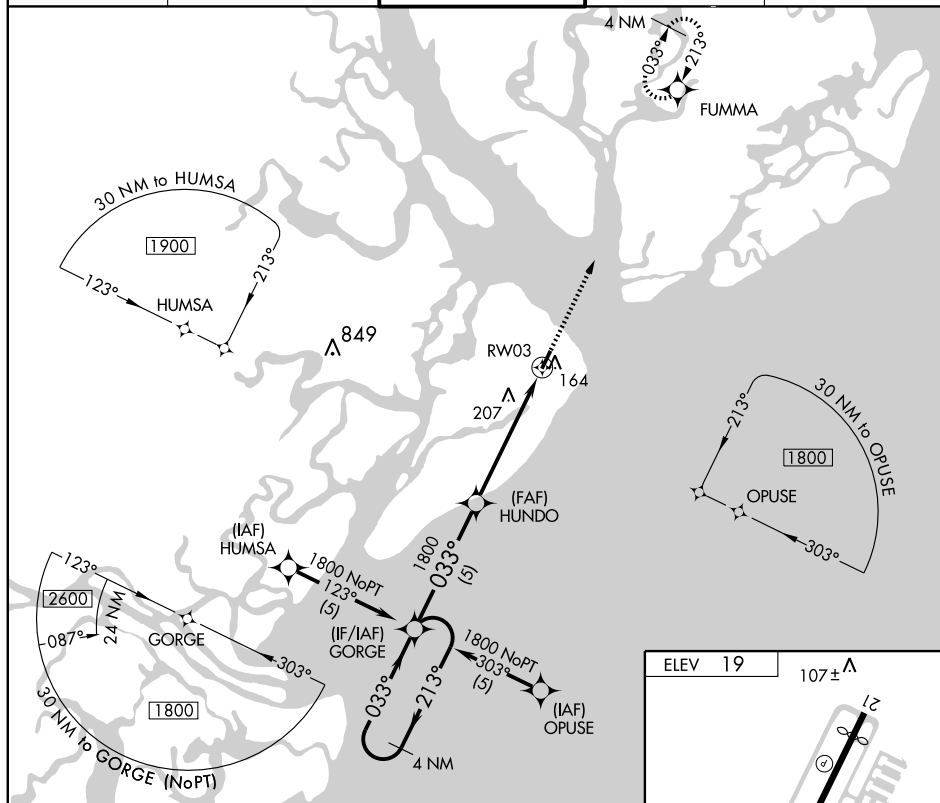 4 NM
033°
213°
FUMMA
30 NM to HUMSA
1900
213°
123°
HUMSA
849
RW03
164
207
30 NM to OPUSE
213°
1800
OPUSE
303°
(FAF)
HUNDO
(IAF)
HUMSA
1800 NoPT
123°
(5)
1800
033°
(5)
(IF/IAF)
GORGE
1800 NoPT
303°
(5)
(IAF)
OPUSE
033°
213°
4 NM
123°
2600
24 NM
087°
GORGE
303°
1800
30 NM to GORGE (NoPT)
ELEV 19
107±
21